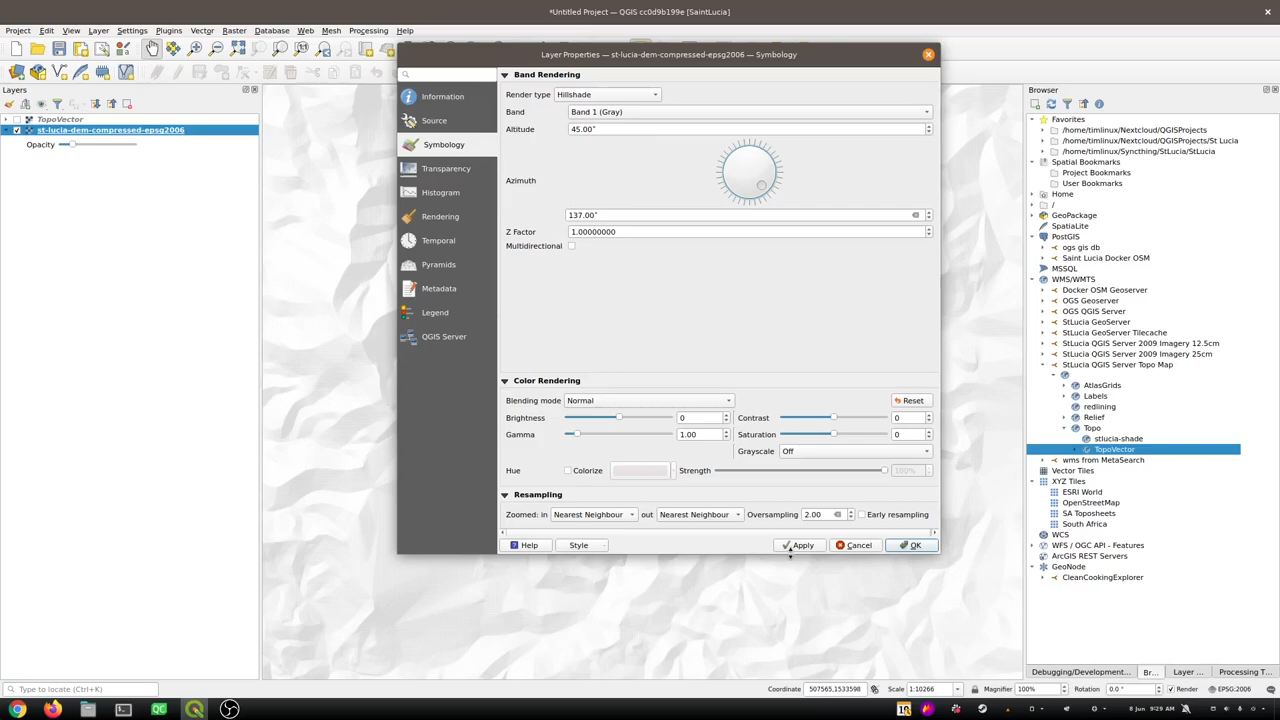 *Untitled Project — QGIS cc0d9b199e [SaintLucia]
Project Edit View Layer Settings Plugins Vector Raster Database Web Mesh Processing Help
Layer Properties — st-lucia-dem-compressed-epsg2006 — Symbology
Layers
TopoVector
st-lucia-dem-compressed-epsg2006
Opacity
Information
Source
Symbology
Transparency
Histogram
Rendering
Temporal
Pyramids
Metadata
Legend
QGIS Server
Band Rendering
Render type Hillshade
Band Band 1 (Gray)
Altitude 45.00°
Azimuth
137.00°
Z Factor 1.00000000
Multidirectional
Color Rendering
Blending mode Normal Reset
Brightness 0 Contrast 0
Gamma 1.00 Saturation 0
Grayscale Off
Hue Colorize Strength 100%
Resampling
Zoomed: in Nearest Neighbour out Nearest Neighbour Oversampling 2.00 Early resampling
Help Style Apply Cancel OK
Browser
Favorites
/home/timlinux/Nextcloud/QGISProjects
/home/timlinux/Nextcloud/QGISProjects/St Lucia
/home/timlinux/Syncthing/StLucia/StLucia
Spatial Bookmarks
Project Bookmarks
User Bookmarks
Home
/
GeoPackage
SpatiaLite
PostGIS
ogs gis db
Saint Lucia Docker OSM
MSSQL
WMS/WMTS
Docker OSM Geoserver
OGS Geoserver
OGS QGIS Server
StLucia GeoServer
StLucia GeoServer Tilecache
StLucia QGIS Server 2009 Imagery 12.5cm
StLucia QGIS Server 2009 Imagery 25cm
StLucia QGIS Server Topo Map
AtlasGrids
Labels
redlining
Relief
Topo
stlucia-shade
TopoVector
wms from MetaSearch
Vector Tiles
XYZ Tiles
ESRI World
OpenStreetMap
SA Toposheets
South Africa
WCS
WFS / OGC API - Features
ArcGIS REST Servers
GeoNode
CleanCookingExplorer
Debugging/Development... Br... Layer ... Processing T...
Type to locate (Ctrl+K) Coordinate 507565,1533598 Scale 1:10266 Magnifier 100% Rotation 0.0 ° Render EPSG:2006
8 Jun 9:29 AM